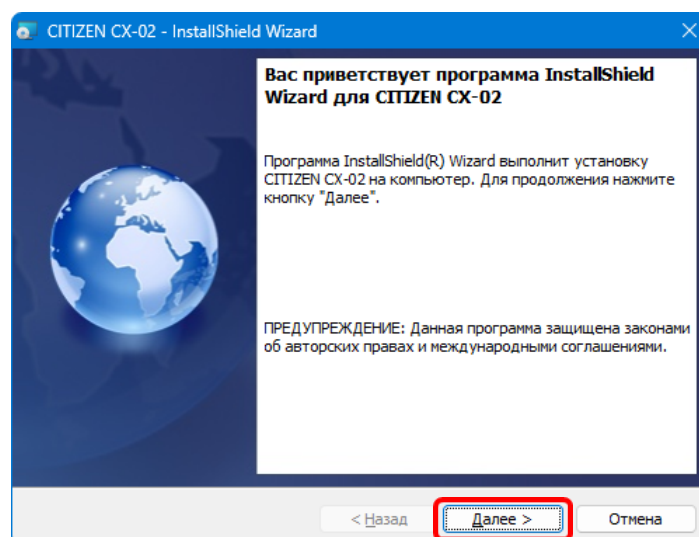 CITIZEN CX-02 - InstallShield Wizard
Вас приветствует программа InstallShield
Wizard для CITIZEN CX-02
Программа InstallShield(R) Wizard выполнит установку
CITIZEN CX-02 на компьютер. Для продолжения нажмите
кнопку "Далее".
ПРЕДУПРЕЖДЕНИЕ: Данная программа защищена законами
об авторских правах и международными соглашениями.
< Назад
Далее >
Отмена